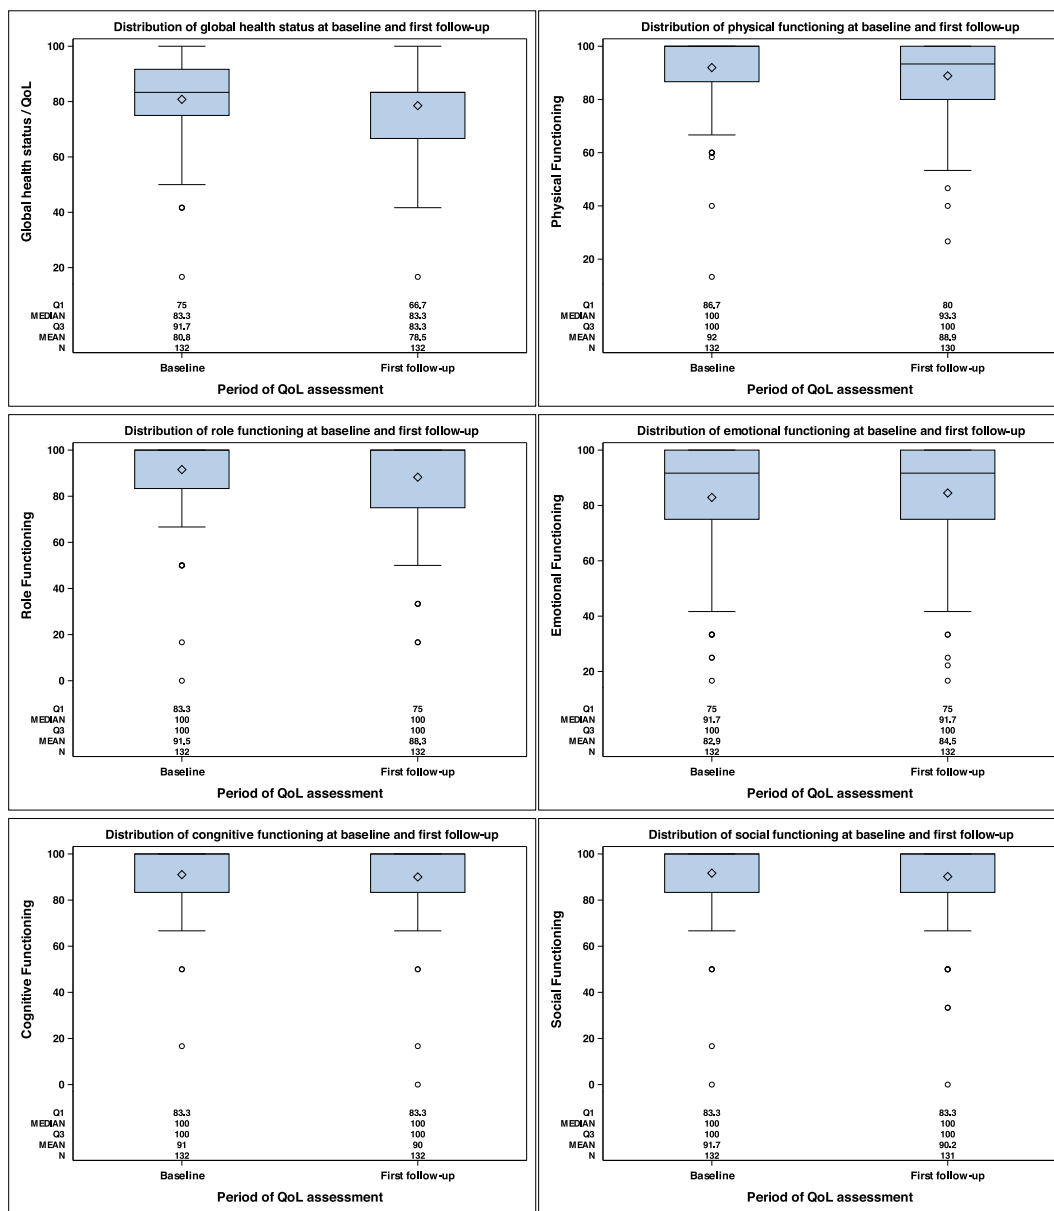 Distribution of global health status at baseline and first follow-up
Global health status / QoL
100
80
60
40
20
Q1 75 66.7
MEDIAN 83.3 83.3
Q3 91.7 83.3
MEAN 80.8 78.5
N 132 132
Baseline First follow-up
Period of QoL assessment
Distribution of physical functioning at baseline and first follow-up
Physical Functioning
100
80
60
40
20
Q1 86.7 80
MEDIAN 100 93.3
Q3 100 100
MEAN 92 88.9
N 132 130
Baseline First follow-up
Period of QoL assessment
Distribution of role functioning at baseline and first follow-up
Role Functioning
100
80
60
40
20
0
Q1 83.3 75
MEDIAN 100 100
Q3 100 100
MEAN 91.5 88.3
N 132 132
Baseline First follow-up
Period of QoL assessment
Distribution of emotional functioning at baseline and first follow-up
Emotional Functioning
100
80
60
40
20
Q1 75 75
MEDIAN 91.7 91.7
Q3 100 100
MEAN 82.9 84.5
N 132 132
Baseline First follow-up
Period of QoL assessment
Distribution of congnitive functioning at baseline and first follow-up
Cognitive Functioning
100
80
60
40
20
0
Q1 83.3 83.3
MEDIAN 100 100
Q3 100 100
MEAN 91 90
N 132 132
Baseline First follow-up
Period of QoL assessment
Distribution of social functioning at baseline and first follow-up
Social Functioning
100
80
60
40
20
0
Q1 83.3 83.3
MEDIAN 100 100
Q3 100 100
MEAN 91.7 90.2
N 132 131
Baseline First follow-up
Period of QoL assessment